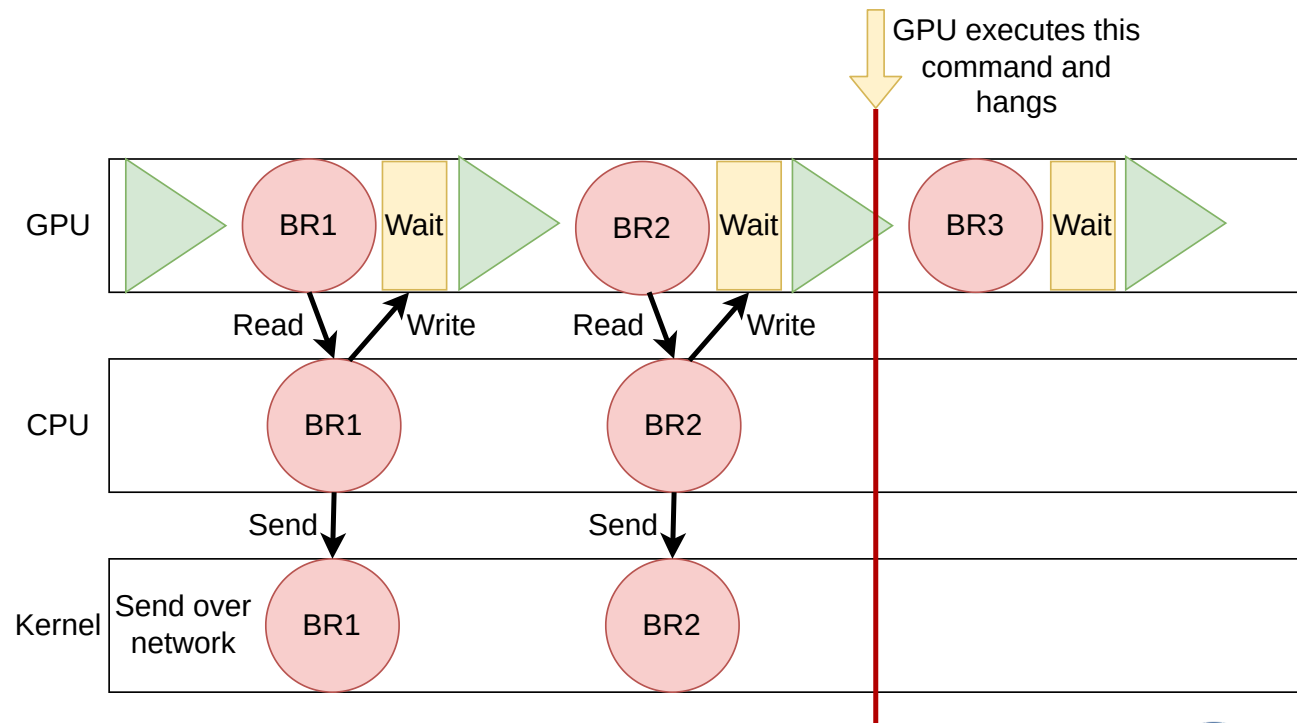 GPU executes this
command and
hangs
GPU
BR1
Wait
BR2
Wait
BR3
Wait
Read
Write
Read
Write
CPU
BR1
BR2
Send
Send
Kernel
Send over
network
BR1
BR2